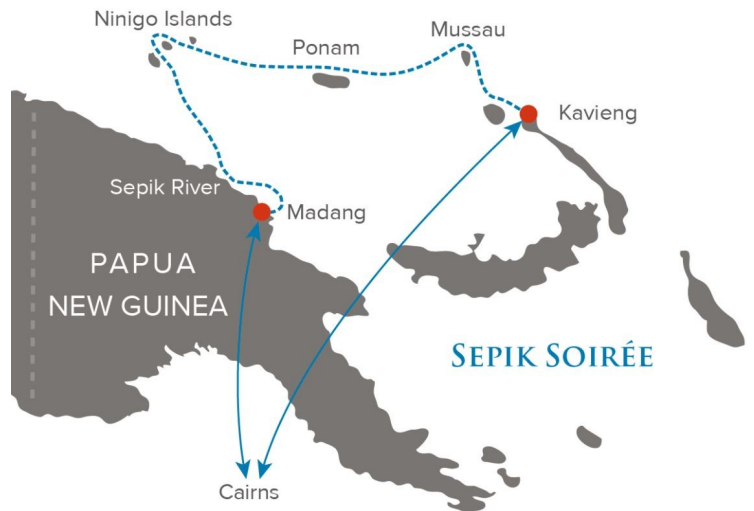 Ninigo Islands
Ponam
Mussau
Kavieng
Sepik River
Madang
PAPUA
NEW GUINEA
SEPIK SOIRÉE
Cairns